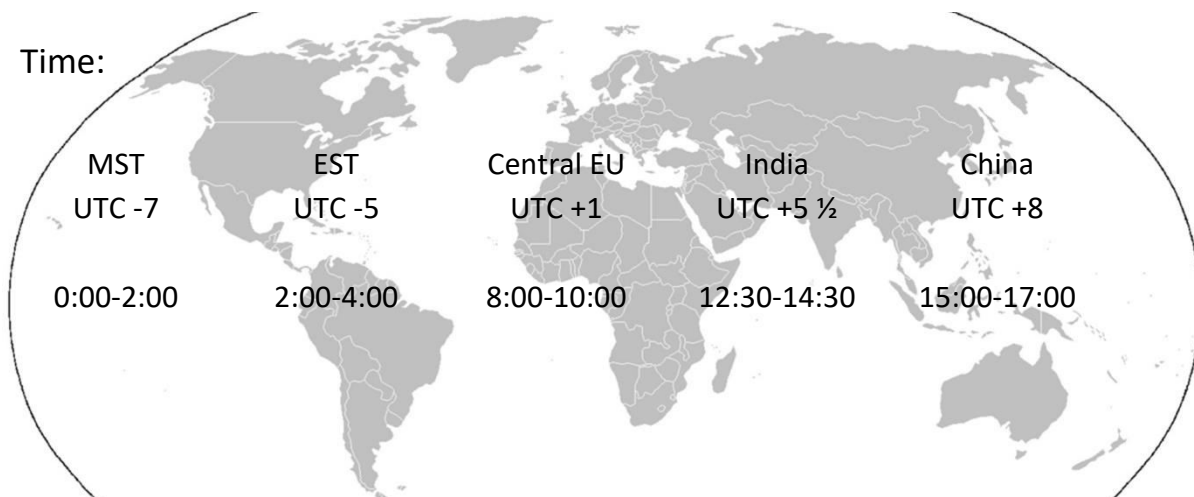 Time:
MST EST Central EU India China
UTC -7 UTC -5 UTC +1 UTC +5 ½ UTC +8
0:00-2:00 2:00-4:00 8:00-10:00 12:30-14:30 15:00-17:00